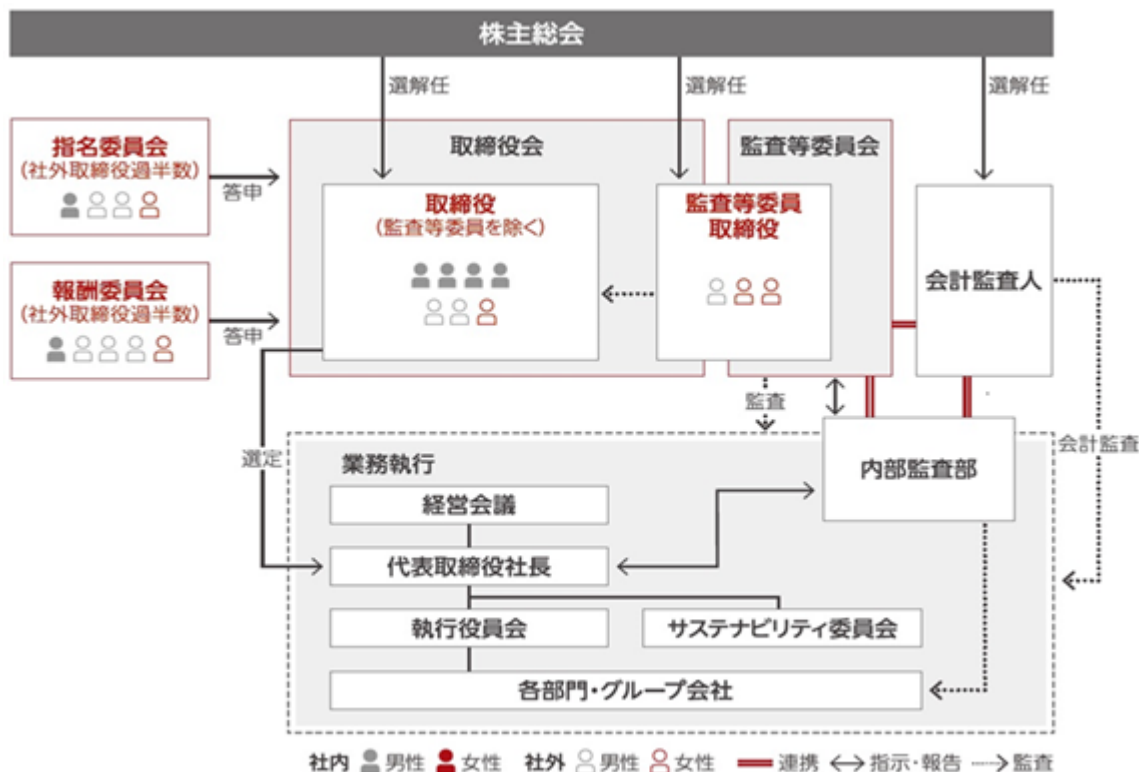 株主総会
選解任
選解任
選解任
指名委員会
(社外取締役過半数)
答申
報酬委員会
(社外取締役過半数)
答申
取締役会
取締役
(監査等委員を除く)
監査等委員会
監査等委員
取締役
会計監査人
選定
監査
会計監査
業務執行
内部監査部
経営会議
代表取締役社長
執行役員会
サステナビリティ委員会
各部門・グループ会社
社内 男性 女性 社外 男性 女性 連携 指示・報告 監査